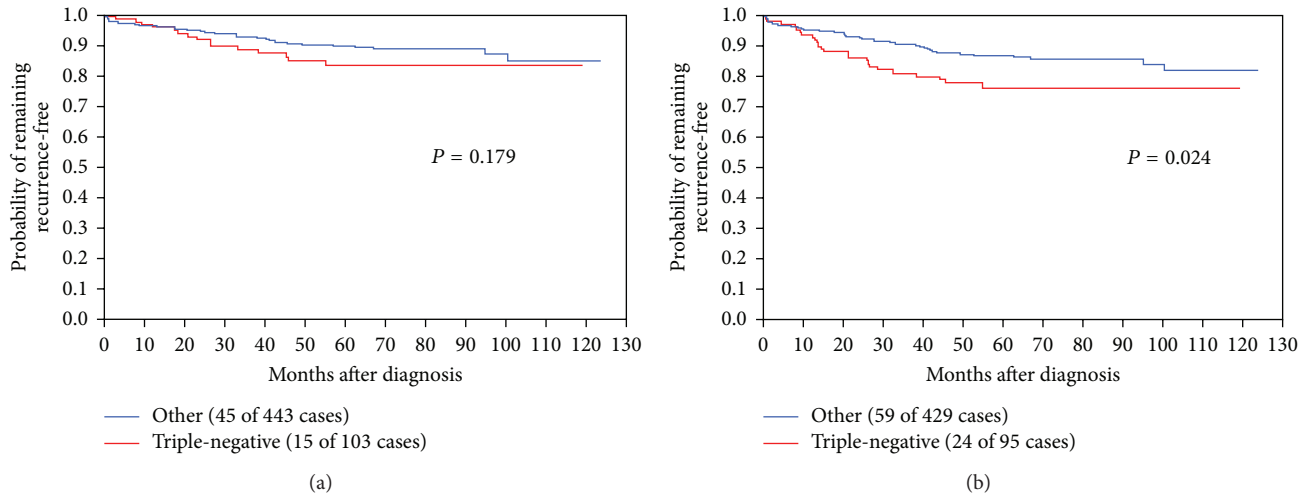 1.0
0.9
0.8
0.7
0.6
0.5
0.4
0.3
0.2
0.1
0.0
Probability of remaining
recurrence-free
P = 0.179
0 10 20 30 40 50 60 70 80 90 100 110 120 130
Months after diagnosis
Other (45 of 443 cases)
Triple-negative (15 of 103 cases)
(a)
1.0
0.9
0.8
0.7
0.6
0.5
0.4
0.3
0.2
0.1
0.0
Probability of remaining
recurrence-free
P = 0.024
0 10 20 30 40 50 60 70 80 90 100 110 120 130
Months after diagnosis
Other (59 of 429 cases)
Triple-negative (24 of 95 cases)
(b)